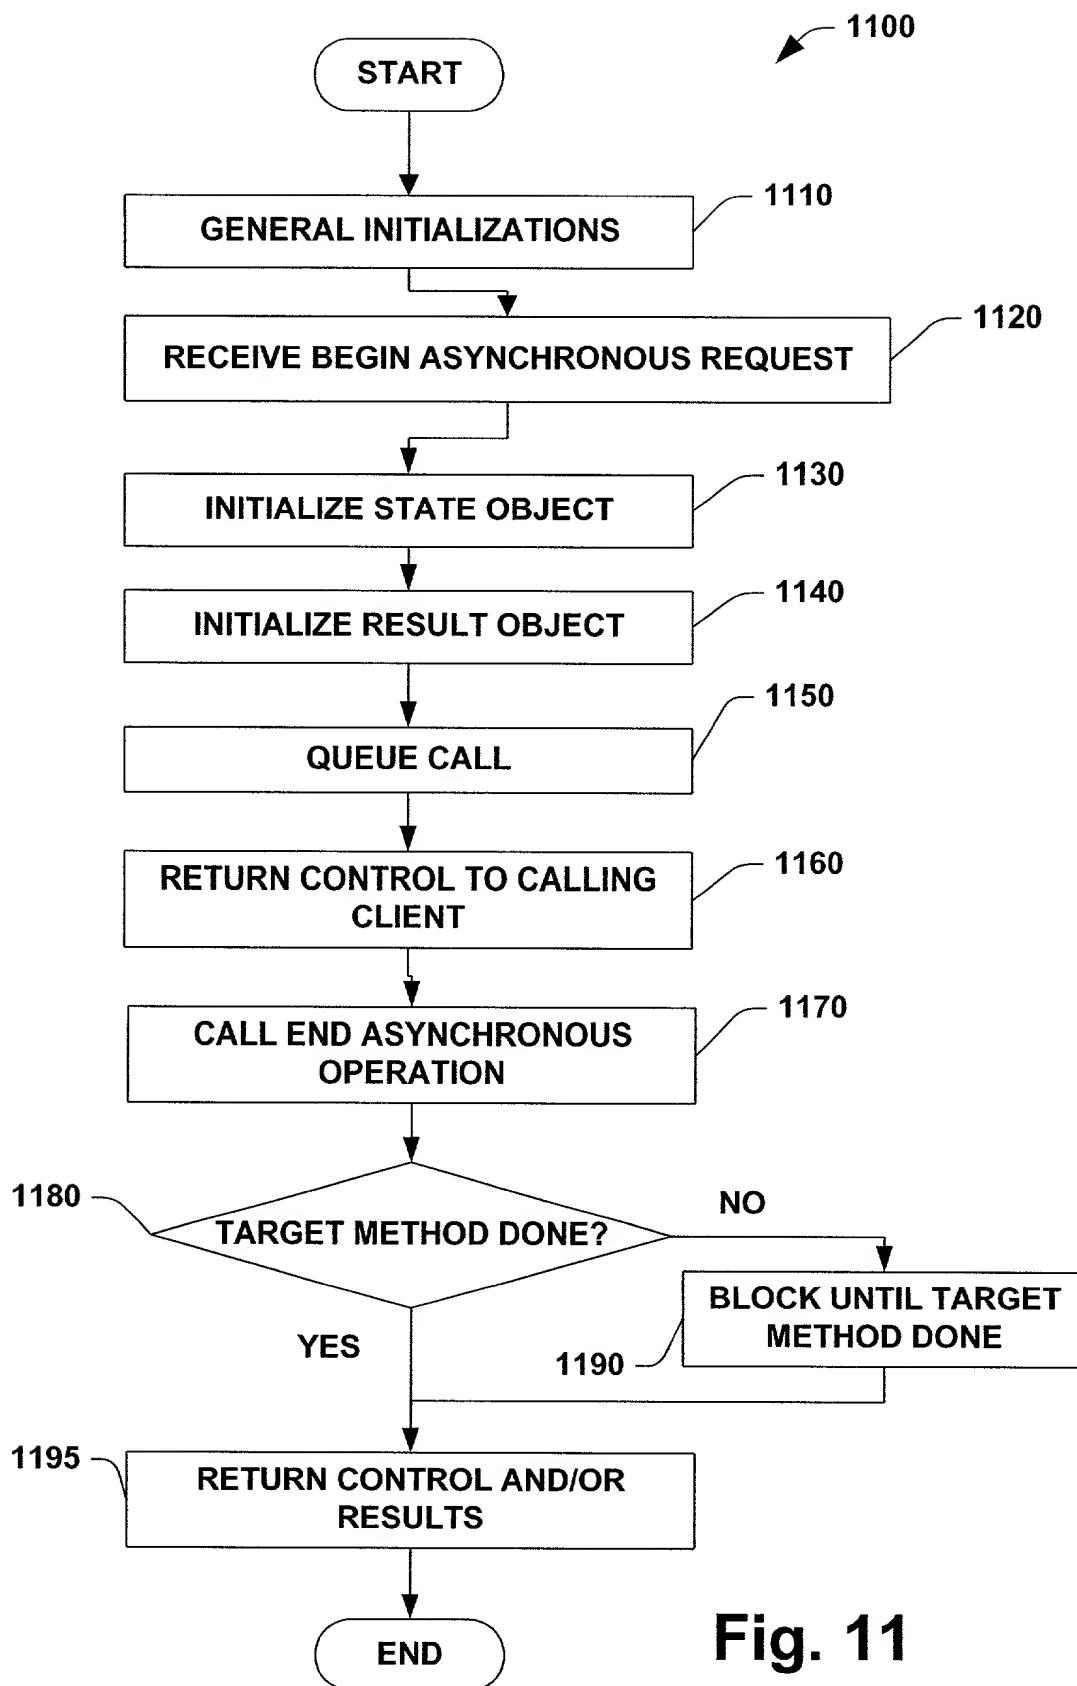 1100
START
1110
GENERAL INITIALIZATIONS
1120
RECEIVE BEGIN ASYNCHRONOUS REQUEST
1130
INITIALIZE STATE OBJECT
1140
INITIALIZE RESULT OBJECT
1150
QUEUE CALL
1160
RETURN CONTROL TO CALLING
CLIENT
1170
CALL END ASYNCHRONOUS
OPERATION
1180
TARGET METHOD DONE?
NO
BLOCK UNTIL TARGET
METHOD DONE
YES
1190
1195
RETURN CONTROL AND/OR
RESULTS
END
Fig. 11